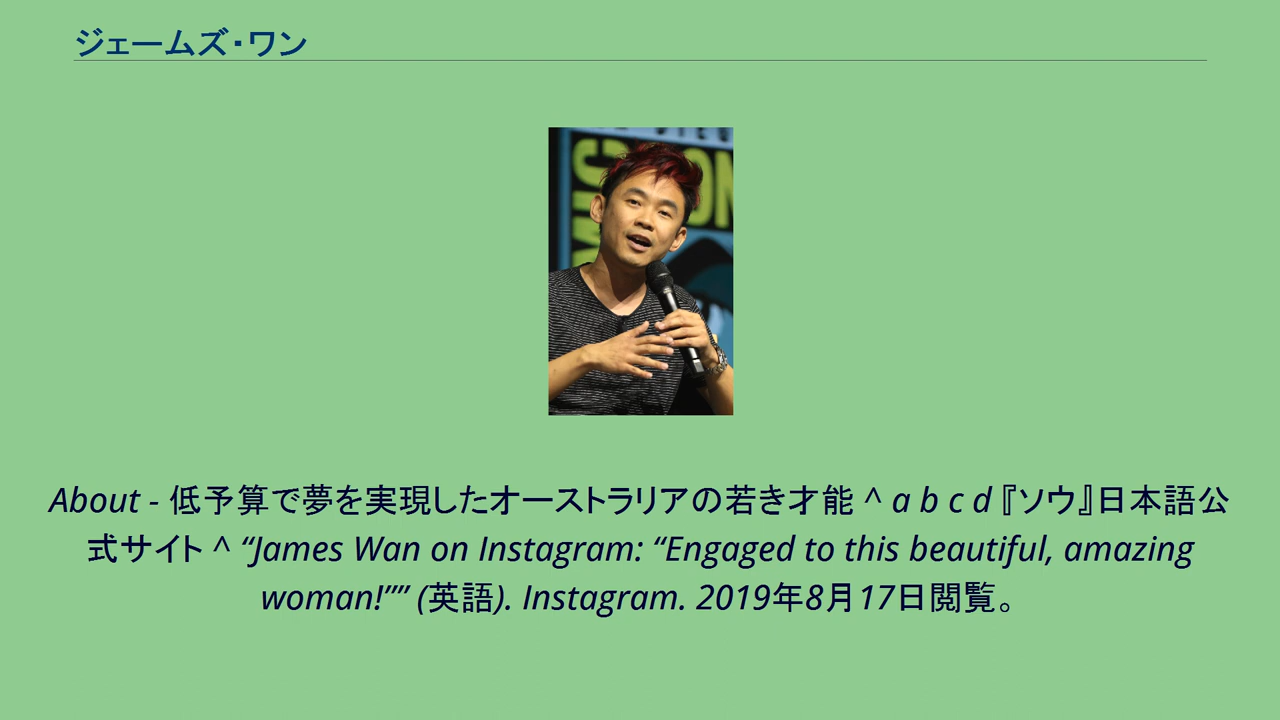 ジェームズ・ワン
About - 低予算で夢を実現したオーストラリアの若き才能 ^ a b c d 『ソウ』日本語公
式サイト ^ “James Wan on Instagram: “Engaged to this beautiful, amazing
woman!”” (英語). Instagram. 2019年8月17日閲覧。